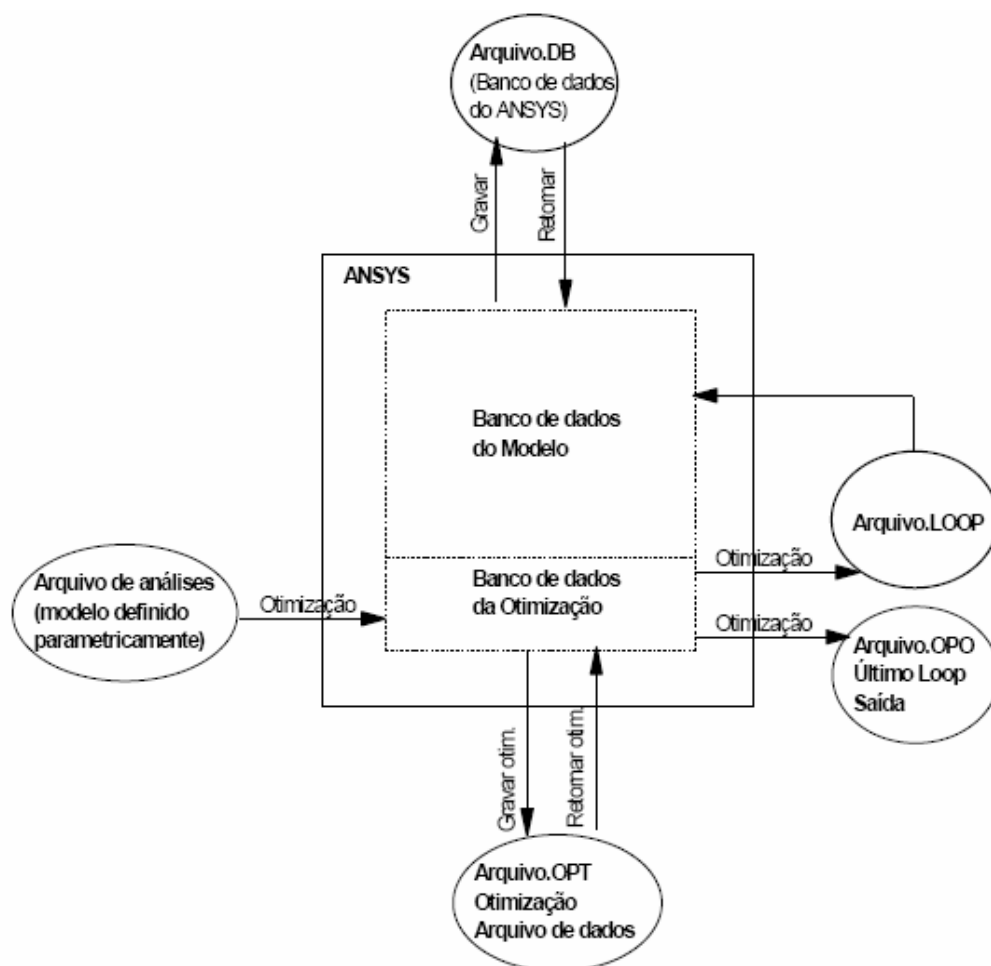 Arquivo.DB
(Banco de dados
do ANSYS)
Gravar
Retornar
ANSYS
Banco de dados
do Modelo
Arquivo.LOOP
Otimização
Arquivo de análises
(modelo definido
parametricamente)
Otimização
Banco de dados
da Otimização
Otimização
Arquivo.OPO
Último Loop
Saída
Gravar otim.
Retornar otim.
Arquivo.OPT
Otimização
Arquivo de dados